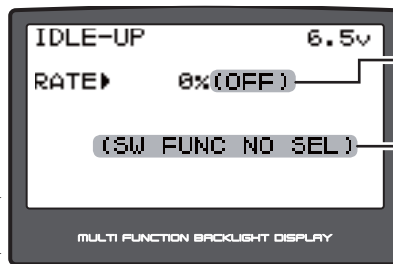 IDLE-UP 6.5v
RATE▶ 0%(OFF)
(SW FUNC NO SEL)
MULTI FUNCTION BACKLIGHT DISPLAY